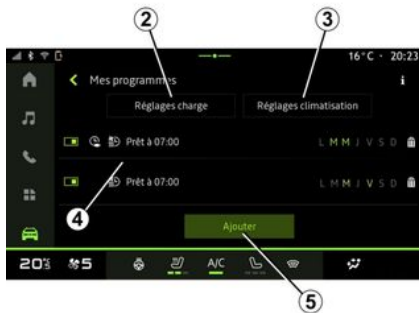 2 3
16°C • 20:23
Mes programmes i
Réglages charge Réglages climatisation
Prêt à 07:00 L M M J V S D
Prêt à 07:00 L M M J V S D
4
Ajouter
20 5 A/C
5